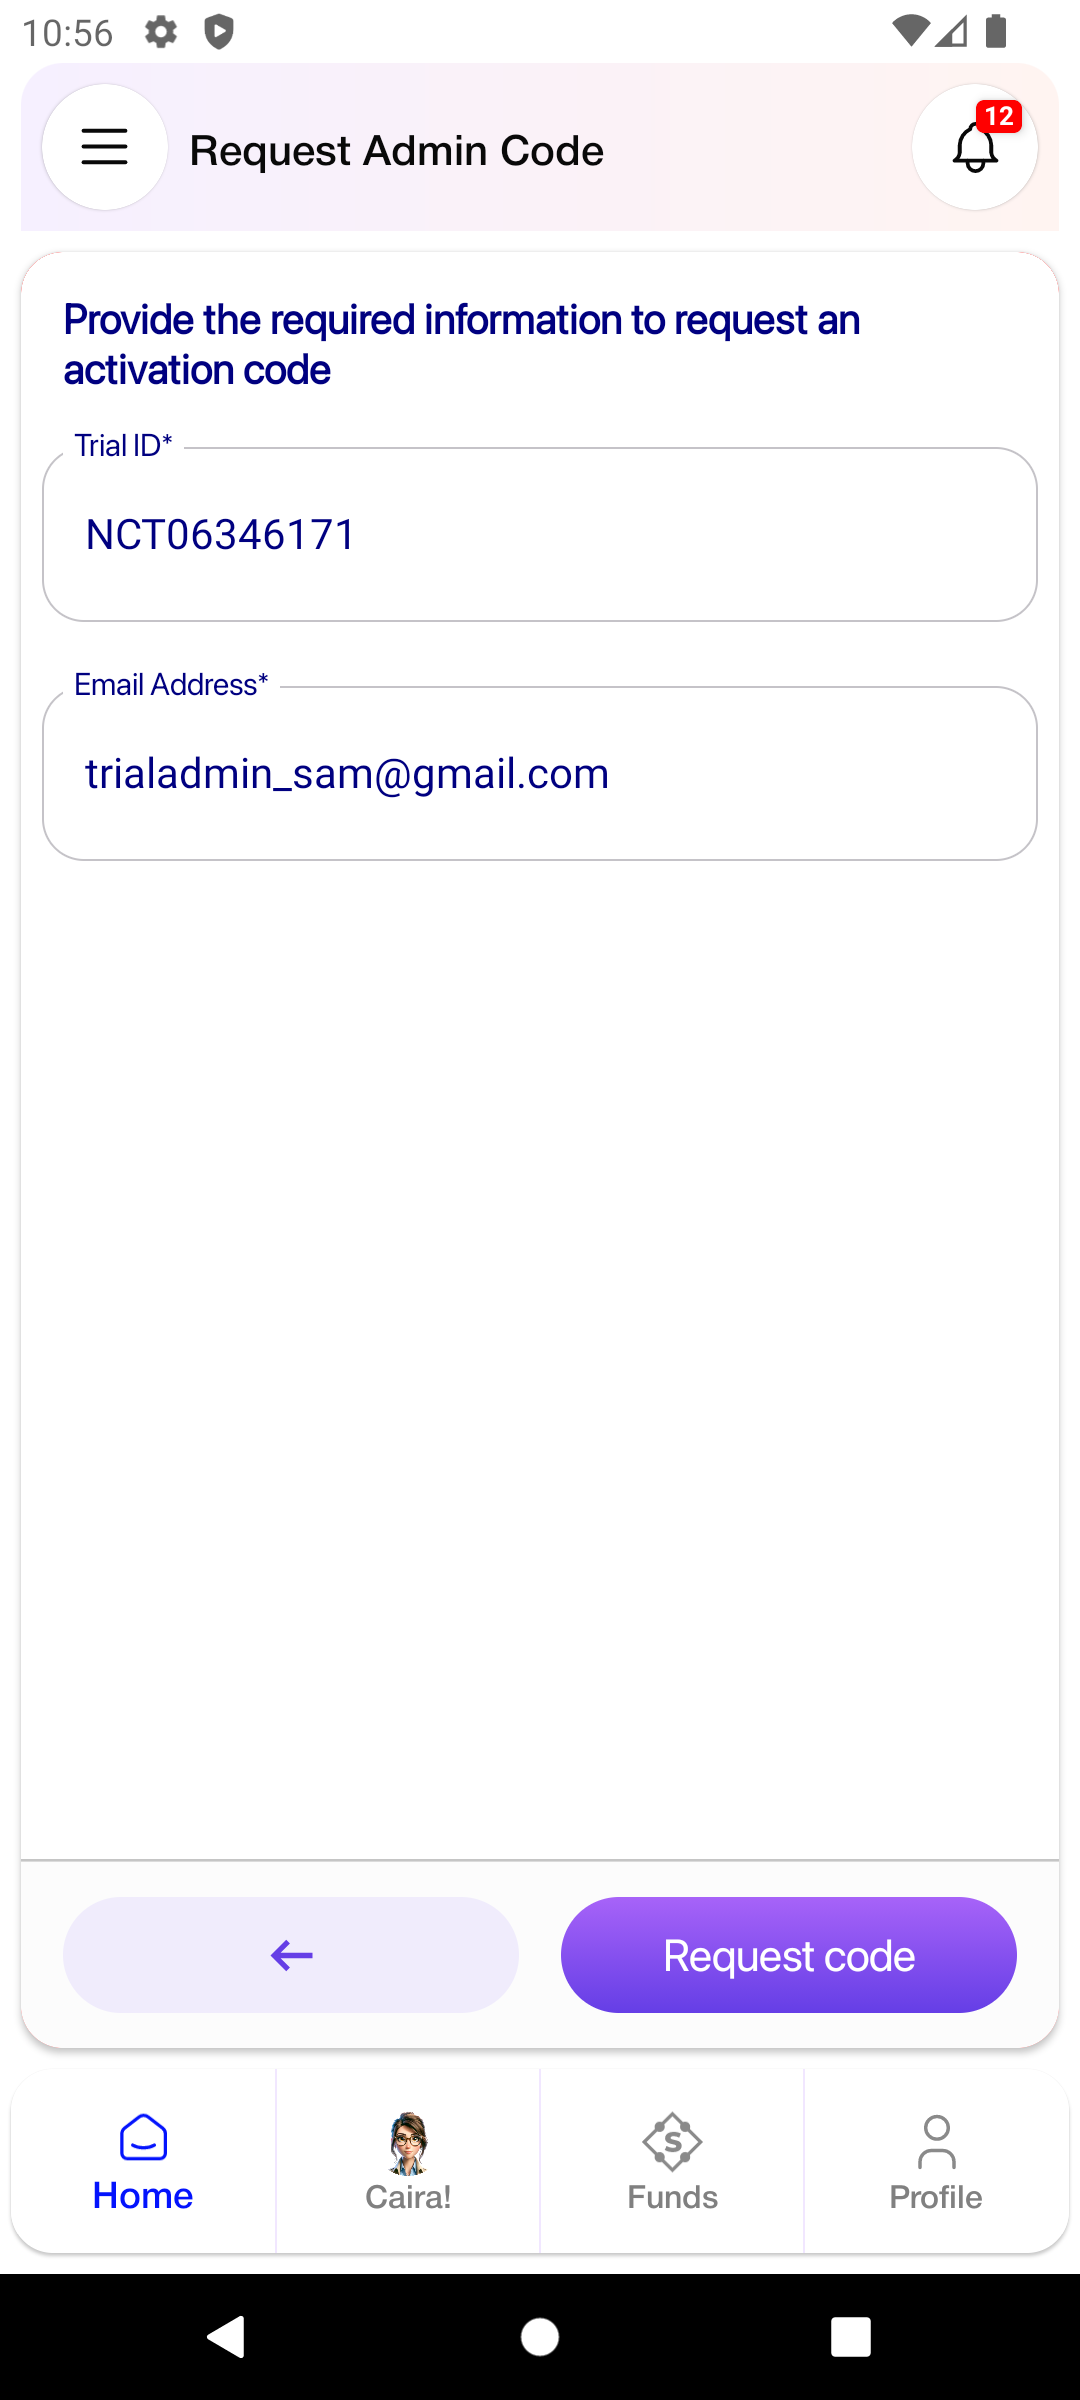 10:56
Request Admin Code
12
Provide the required information to request an
activation code
Trial ID*
NCT06346171
Email Address*
trialadmin_sam@gmail.com
Request code
Home
Caira!
Funds
Profile